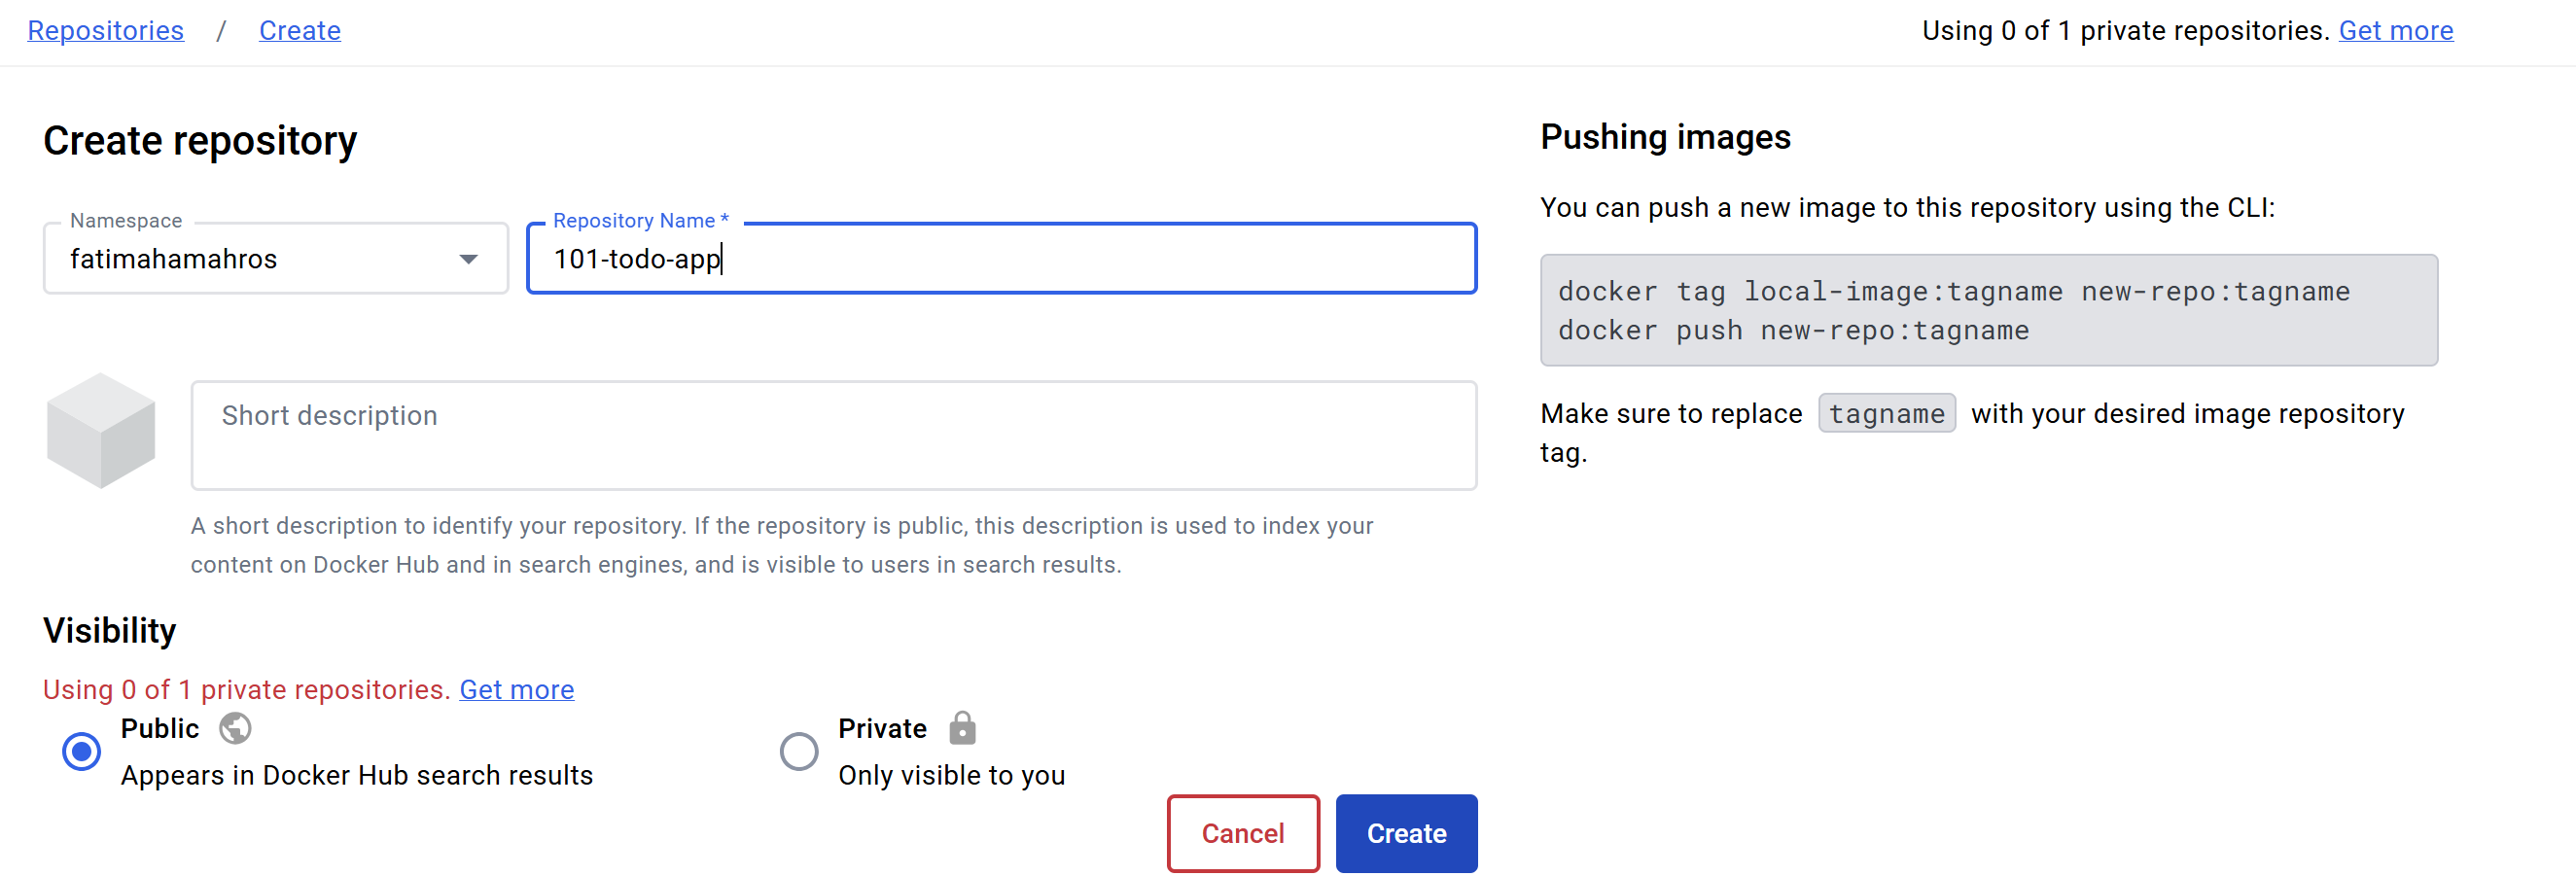 Repositories / Create
Using 0 of 1 private repositories. Get more
Create repository
Namespace
fatimahamahros
Repository Name *
101-todo-app
Short description
A short description to identify your repository. If the repository is public, this description is used to index your
content on Docker Hub and in search engines, and is visible to users in search results.
Visibility
Using 0 of 1 private repositories. Get more
Public
Appears in Docker Hub search results
Private
Only visible to you
Cancel
Create
Pushing images
You can push a new image to this repository using the CLI:
docker tag local-image:tagname new-repo:tagname
docker push new-repo:tagname
Make sure to replace tagname with your desired image repository
tag.